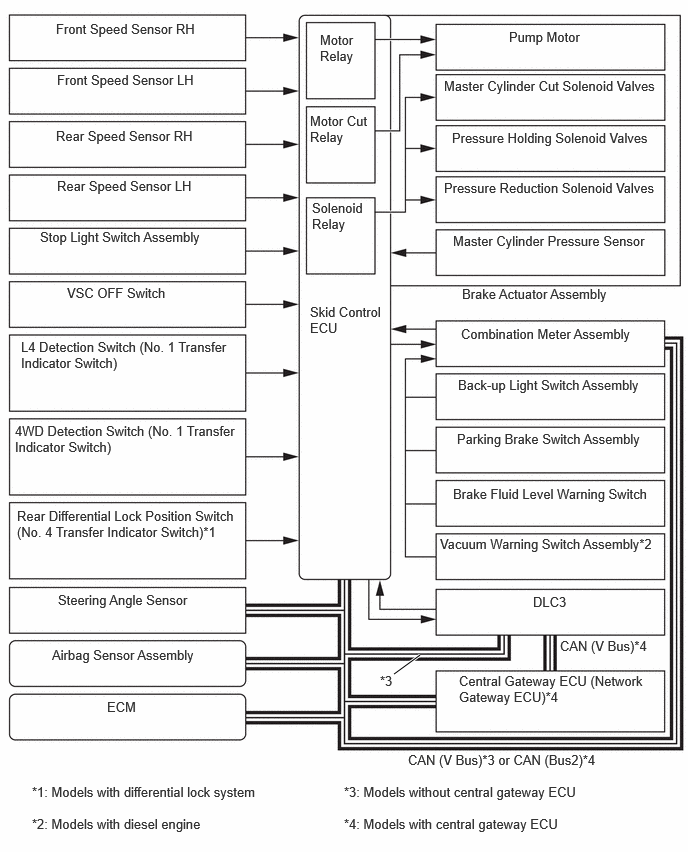 Front Speed Sensor RH
Front Speed Sensor LH
Rear Speed Sensor RH
Rear Speed Sensor LH
Stop Light Switch Assembly
VSC OFF Switch
L4 Detection Switch (No. 1 Transfer
Indicator Switch)
4WD Detection Switch (No. 1 Transfer
Indicator Switch)
Rear Differential Lock Position Switch
(No. 4 Transfer Indicator Switch)*1
Steering Angle Sensor
Airbag Sensor Assembly
ECM
Motor
Relay
Motor Cut
Relay
Solenoid
Relay
Skid Control
ECU
Pump Motor
Master Cylinder Cut Solenoid Valves
Pressure Holding Solenoid Valves
Pressure Reduction Solenoid Valves
Master Cylinder Pressure Sensor
Brake Actuator Assembly
Combination Meter Assembly
Back-up Light Switch Assembly
Parking Brake Switch Assembly
Brake Fluid Level Warning Switch
Vacuum Warning Switch Assembly*2
DLC3
CAN (V Bus)*4
*3
Central Gateway ECU (Network
Gateway ECU)*4
CAN (V Bus)*3 or CAN (Bus2)*4
*1: Models with differential lock system
*2: Models with diesel engine
*3: Models without central gateway ECU
*4: Models with central gateway ECU